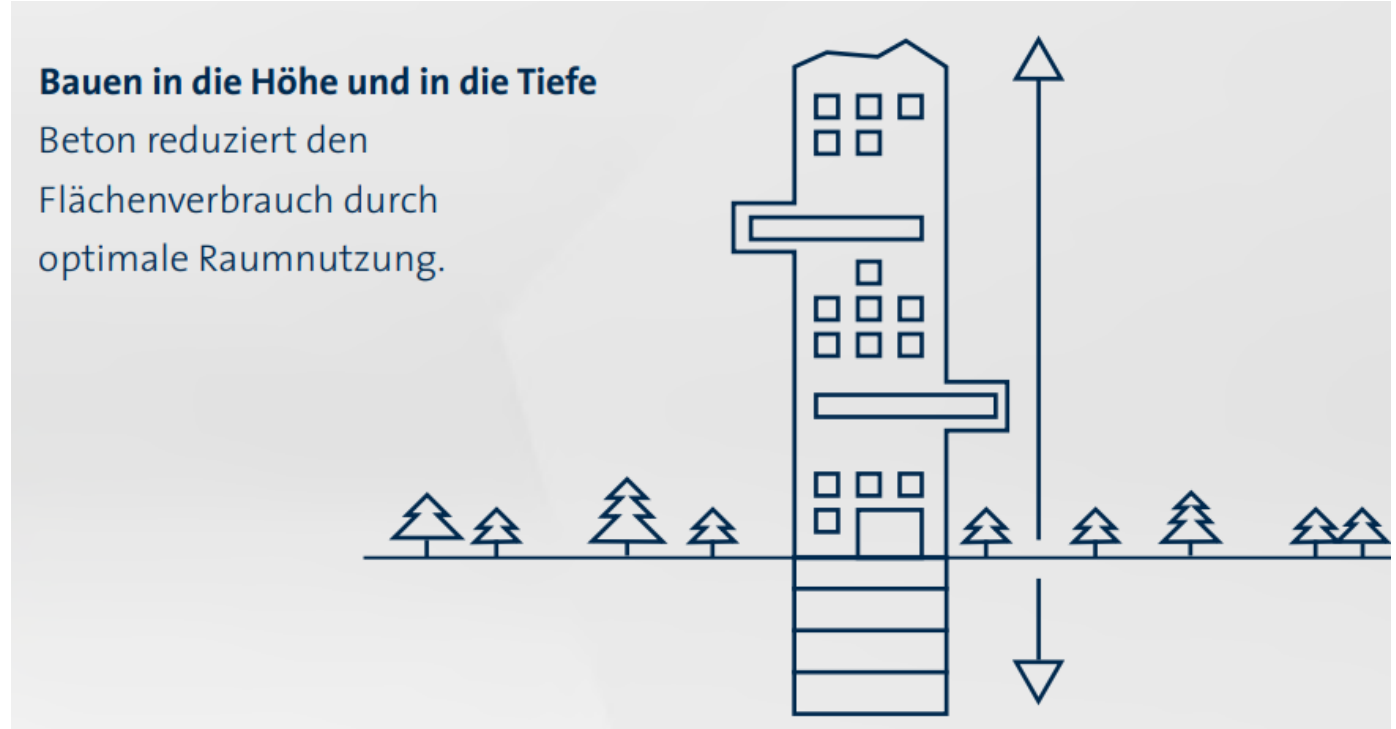 Bauen in die Höhe und in die Tiefe
Beton reduziert den
Flächenverbrauch durch
optimale Raumnutzung.